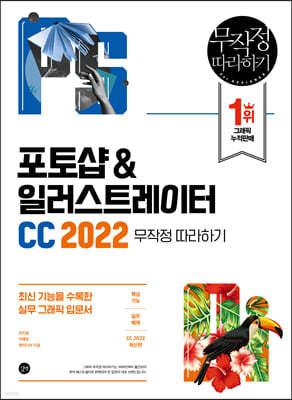 PS
무작정
따라하기
1위
그래픽
누적판매
포토샵 &
일러스트레이터
CC 2022 무작정 따라하기
최신 기능을 수록한
실무 그래픽 입문서
핵심
기능
실무
예제
CC 2022
최신판
길벗